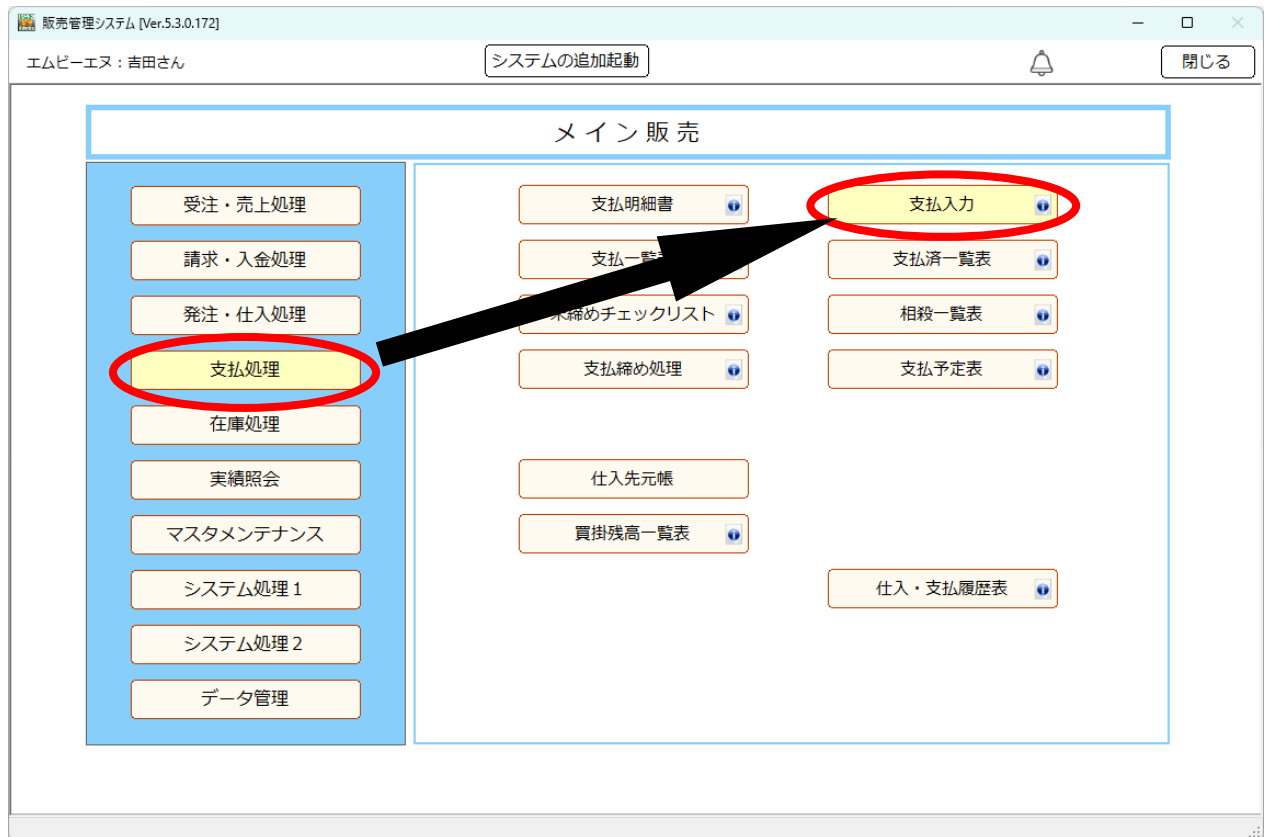 販売管理システム [Ver.5.3.0.172]
エムビーエヌ：吉田さん
システムの追加起動
閉じる
メイン販売
受注・売上処理
請求・入金処理
発注・仕入処理
支払処理
在庫処理
実績照会
マスタメンテナンス
システム処理１
システム処理２
データ管理
支払明細書
支払一覧
締めチェックリスト
支払締め処理
仕入先元帳
買掛残高一覧表
支払入力
支払済一覧表
相殺一覧表
支払予定表
仕入・支払履歴表